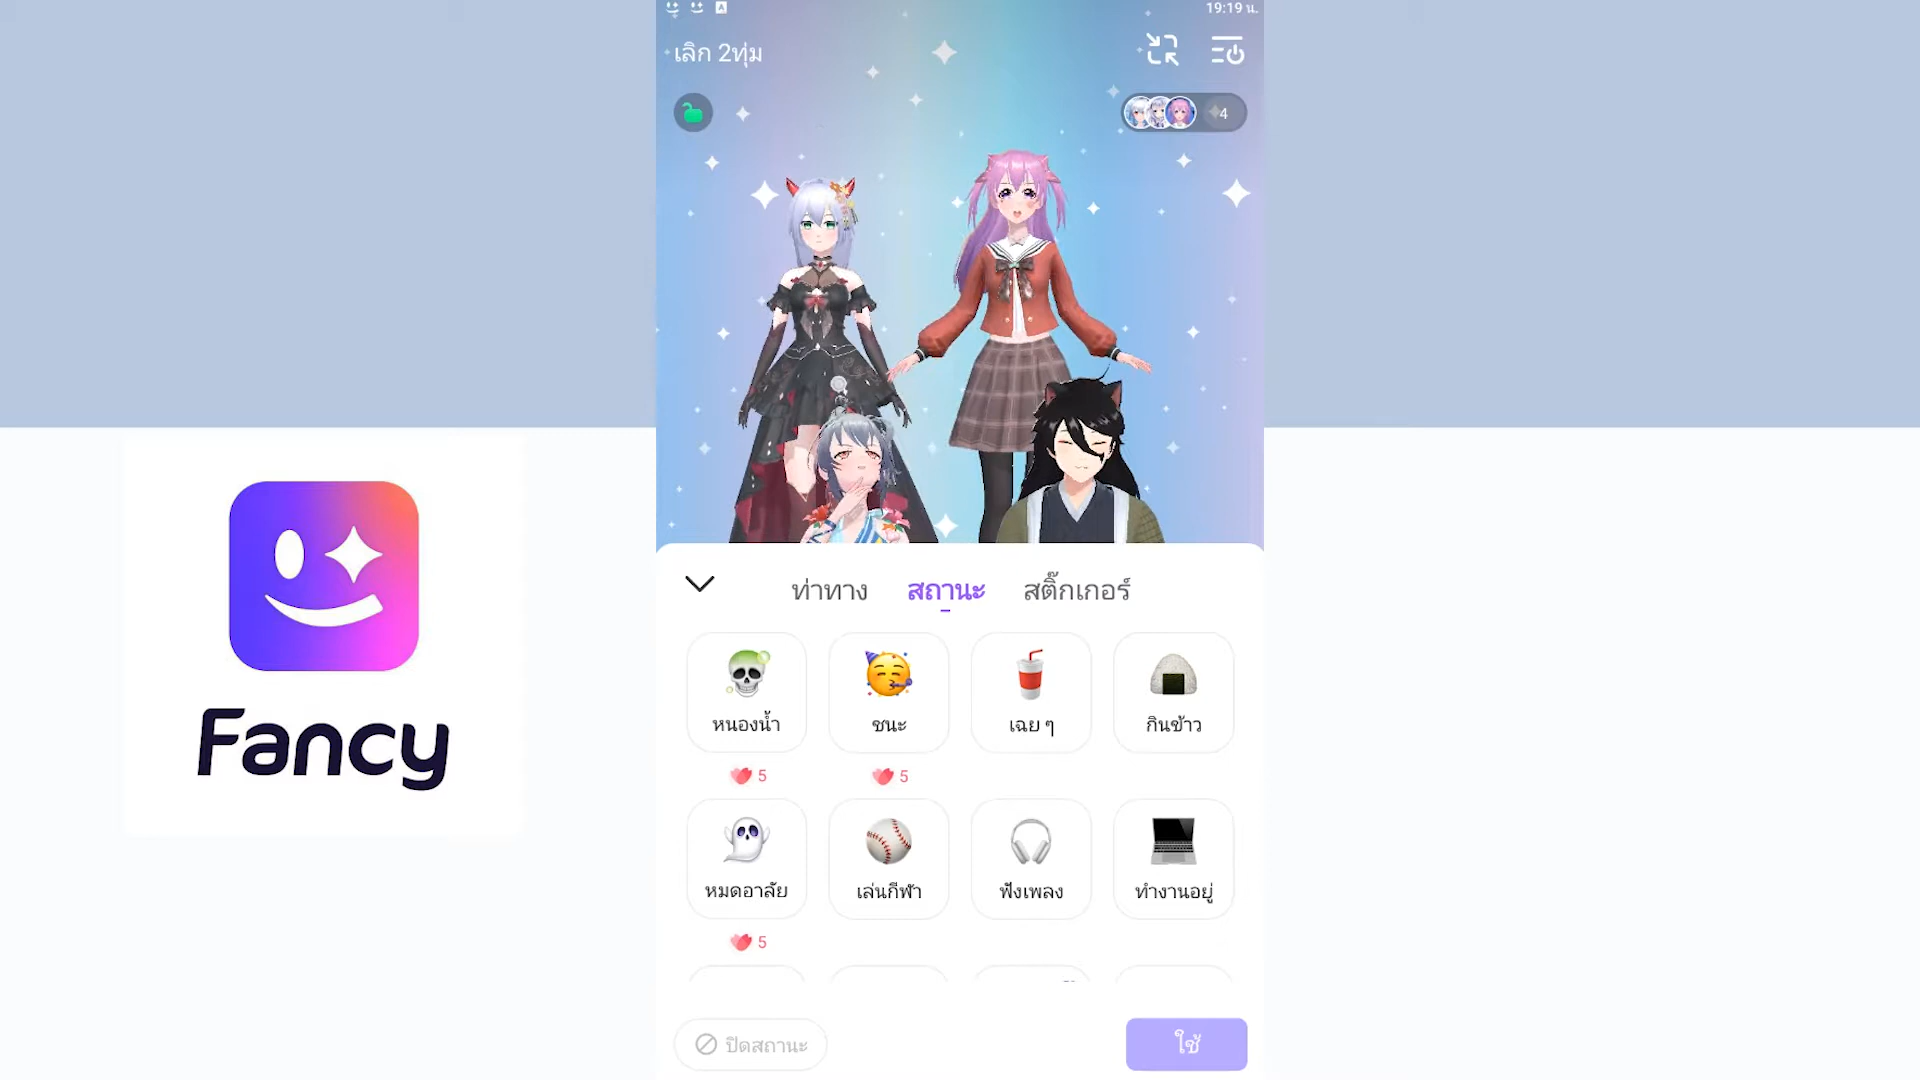 A
19:19 น.
เลิก 2ทุ่ม
4
ท่าทาง
สถานะ
สติ๊กเกอร์
หนองน้ำ
ชนะ
เฉย ๆ
กินข้าว
5
5
หมดอาลัย
เล่นกีฬา
ฟังเพลง
ทำงานอยู่
5
ปิดสถานะ
ใช้
Fancy